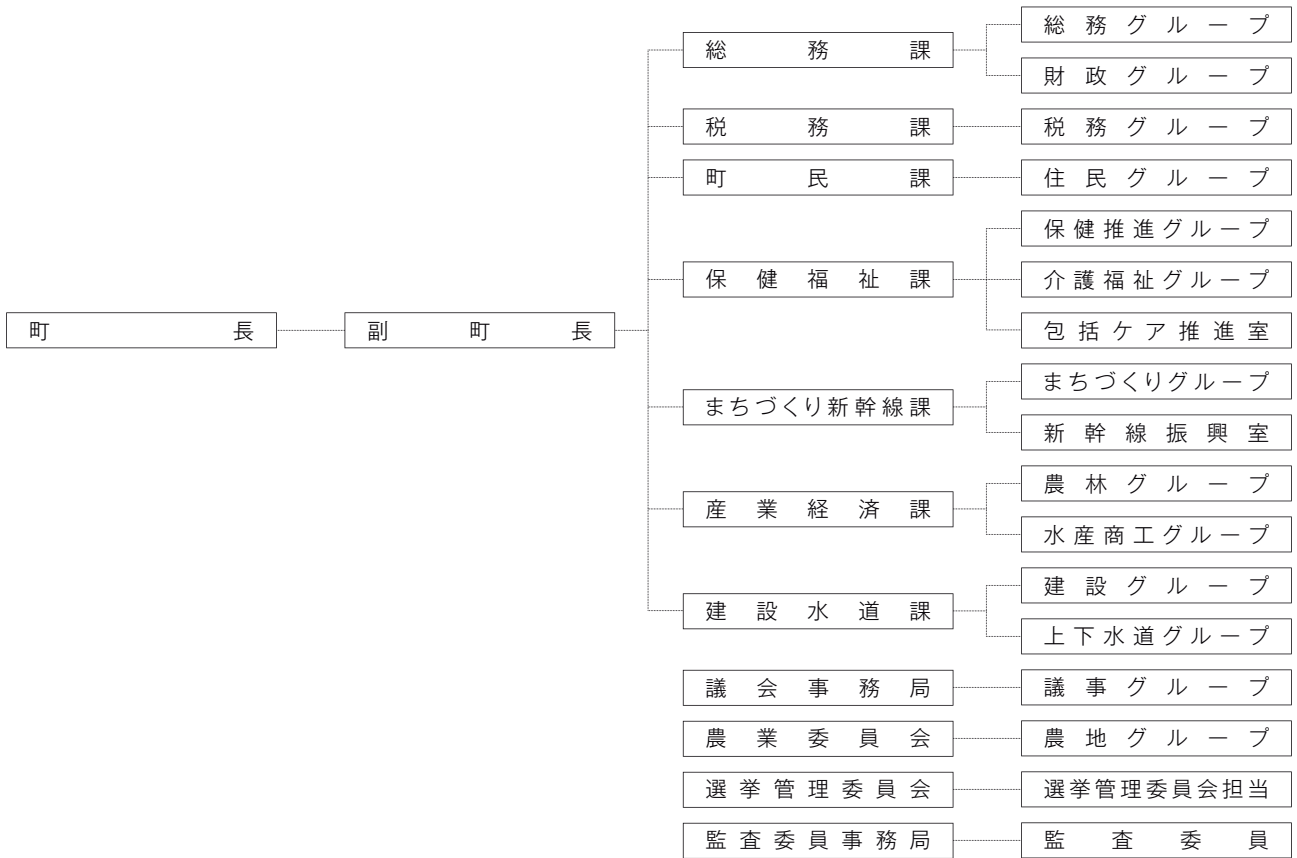 総務グループ
総務課
財政グループ
税務課 税務グループ
町民課 住民グループ
保健推進グループ
保健福祉課 介護福祉グループ
町長 副町長 包括ケア推進室
まちづくりグループ
まちづくり新幹線課
新幹線振興室
農林グループ
産業経済課
水産商工グループ
建設グループ
建設水道課
上下水道グループ
議会事務局 議事グループ
農業委員会 農地グループ
選挙管理委員会 選挙管理委員会担当
監査委員事務局 監査委員